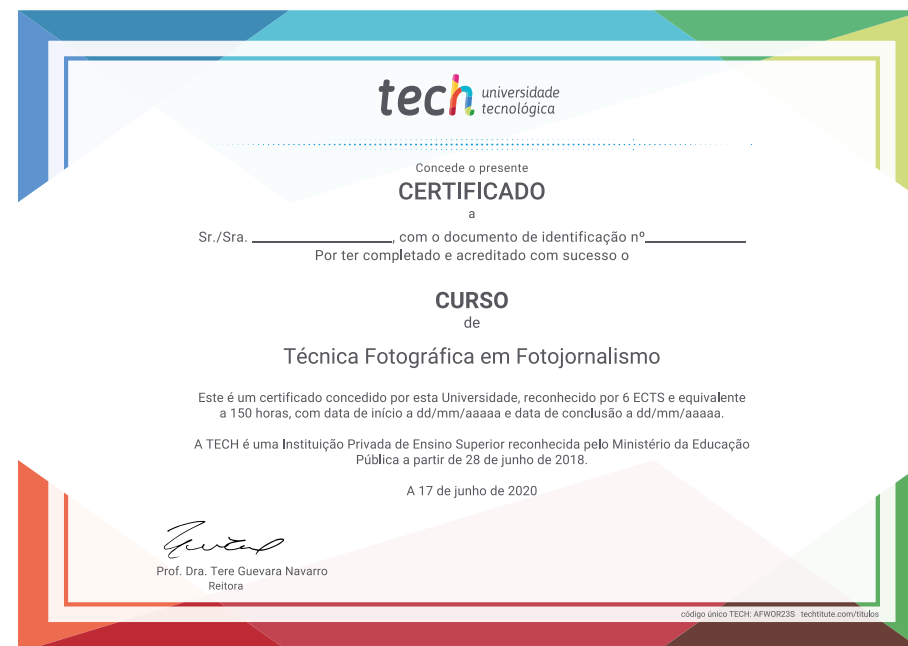 tech universidade
tecnológica
Concede o presente
CERTIFICADO
a
Sr./Sra. ____________________, com o documento de identificação nº______________
Por ter completado e acreditado com sucesso o
CURSO
de
Técnica Fotográfica em Fotojornalismo
Este é um certificado concedido por esta Universidade, reconhecido por 6 ECTS e equivalente
a 150 horas, com data de início a dd/mm/aaaaa e data de conclusão a dd/mm/aaaaa.
A TECH é uma Instituição Privada de Ensino Superior reconhecida pelo Ministério da Educação
Pública a partir de 28 de junho de 2018.
A 17 de junho de 2020
Prof. Dra. Tere Guevara Navarro
Reitora
código único TECH: AFWOR23S techtitute.com/titulos